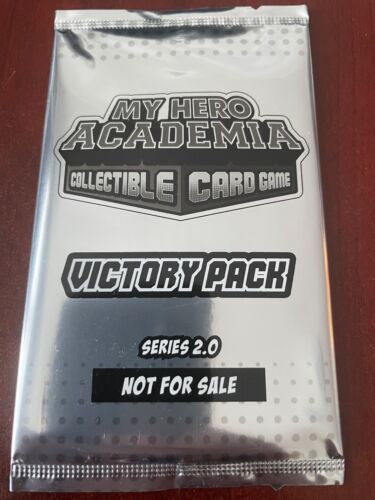 MY HERO
ACADEMIA
COLLECTIBLE CARD GAME
VICTORY PACK
SERIES 2.0
NOT FOR SALE